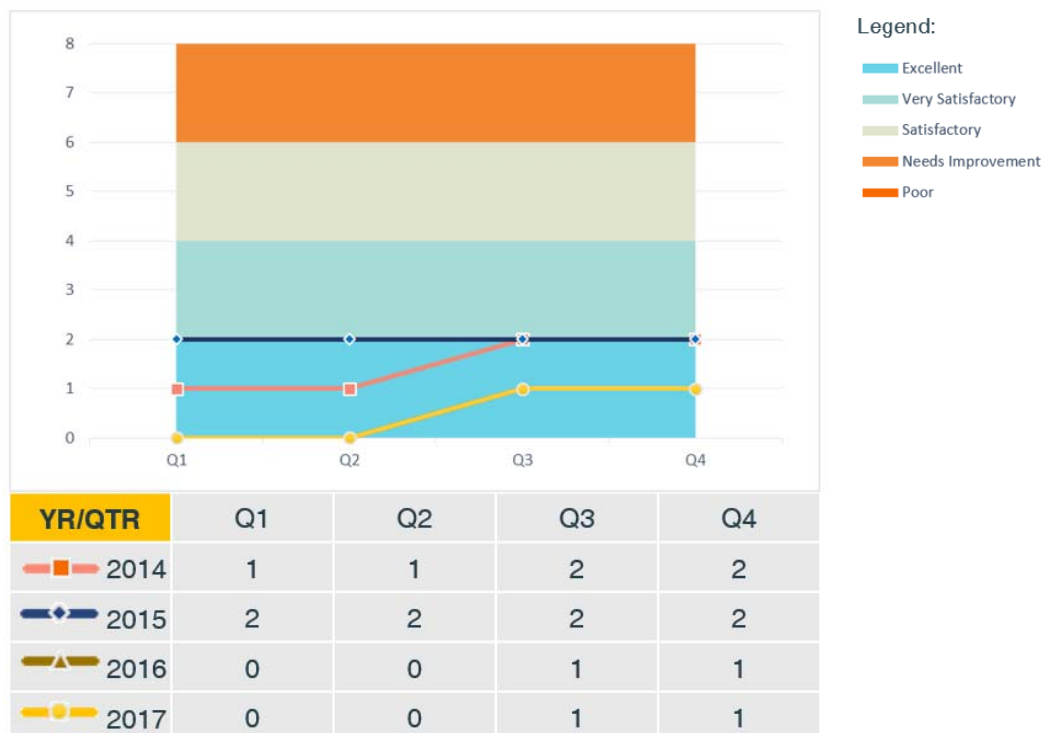 Legend:
Excellent
Very Satisfactory
Satisfactory
Needs Improvement
Poor
8
7
6
5
4
3
2
1
0
Q1 Q2 Q3 Q4
YR/QTR Q1 Q2 Q3 Q4
2014 1 1 2 2
2015 2 2 2 2
2016 0 0 1 1
2017 0 0 1 1